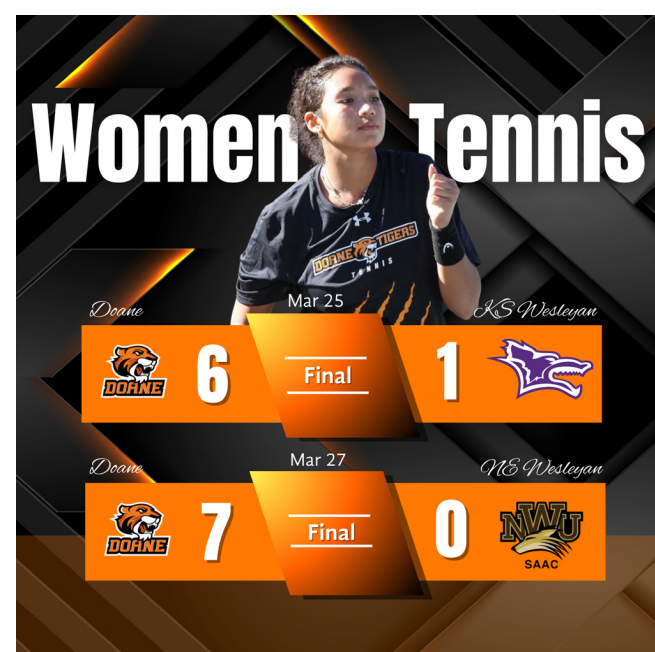 Women Tennis
DOANE TIGERS
TENNIS
Mar 25
Doane
KS Wesleyan
DOANE
6
Final
1
Mar 27
Doane
NE Wesleyan
DOANE
7
Final
0
NWU
SAAC